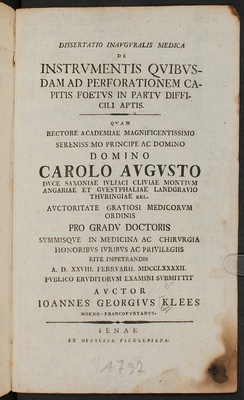 DISSERTATIO INAVGVRALIS MEDICA
DE
INSTRVMENTIS QVIBVS-
DAM AD PERFORATIONEM CA-
PITIS FOETVS IN PARTV DIFFI-
CILI APTIS.
QVAM
RECTORE ACADEMIAE MAGNIFICENTISSIMO
SERENISSIMO PRINCIPE AC DOMINO
DOMINO
CAROLO AVGVSTO
DVCE SAXONIAE IVLIACI CLIVIAE MONTIVM
ANGARIAE ET GVESTPHALIAE LANDGRAVIO
THVRINGIAE REL.
AVCTORITATE GRATIOSI MEDICORVM
ORDINIS
PRO GRADV DOCTORIS
SVMMISQVE IN MEDICINA AC CHIRVRGIA
HONORIBVS IVRIBVS AC PRIVILEGIIS
RITE IMPETRANDIS
A. D. XXVIII. FEBRVARII. MDCCLXXXXII.
PVBLICO ERVDITORVM EXAMINI SVBMITTIT
AVCTOR
IOANNES GEORGIVS KLEES
MOENO-FRANCOFVRTANVS.
IENAE
EX OFFICINA FIDLERIANA.
1792